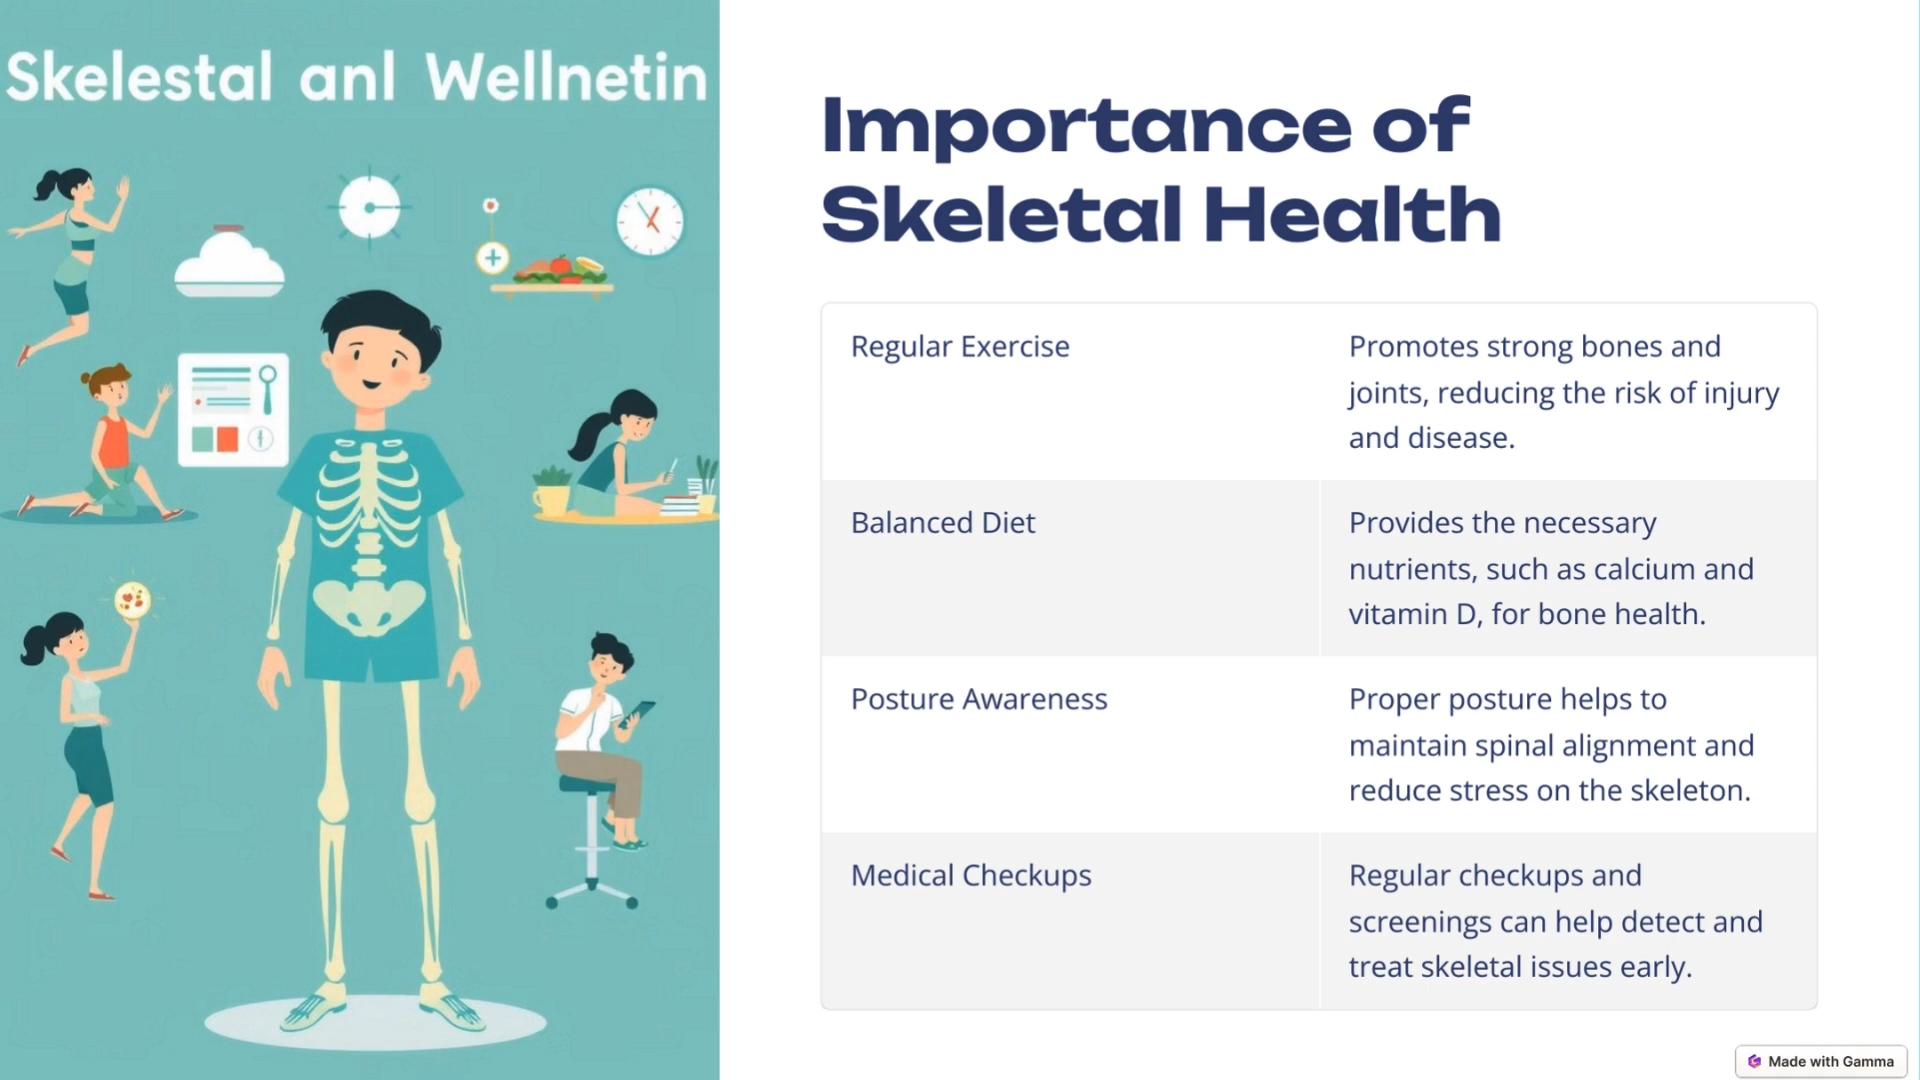 Skelestal anl Wellnetin
Importance of
Skeletal Health
Regular Exercise
Promotes strong bones and
joints, reducing the risk of injury
and disease.
Balanced Diet
Provides the necessary
nutrients, such as calcium and
vitamin D, for bone health.
Posture Awareness
Proper posture helps to
maintain spinal alignment and
reduce stress on the skeleton.
Medical Checkups
Regular checkups and
screenings can help detect and
treat skeletal issues early.
Made with Gamma